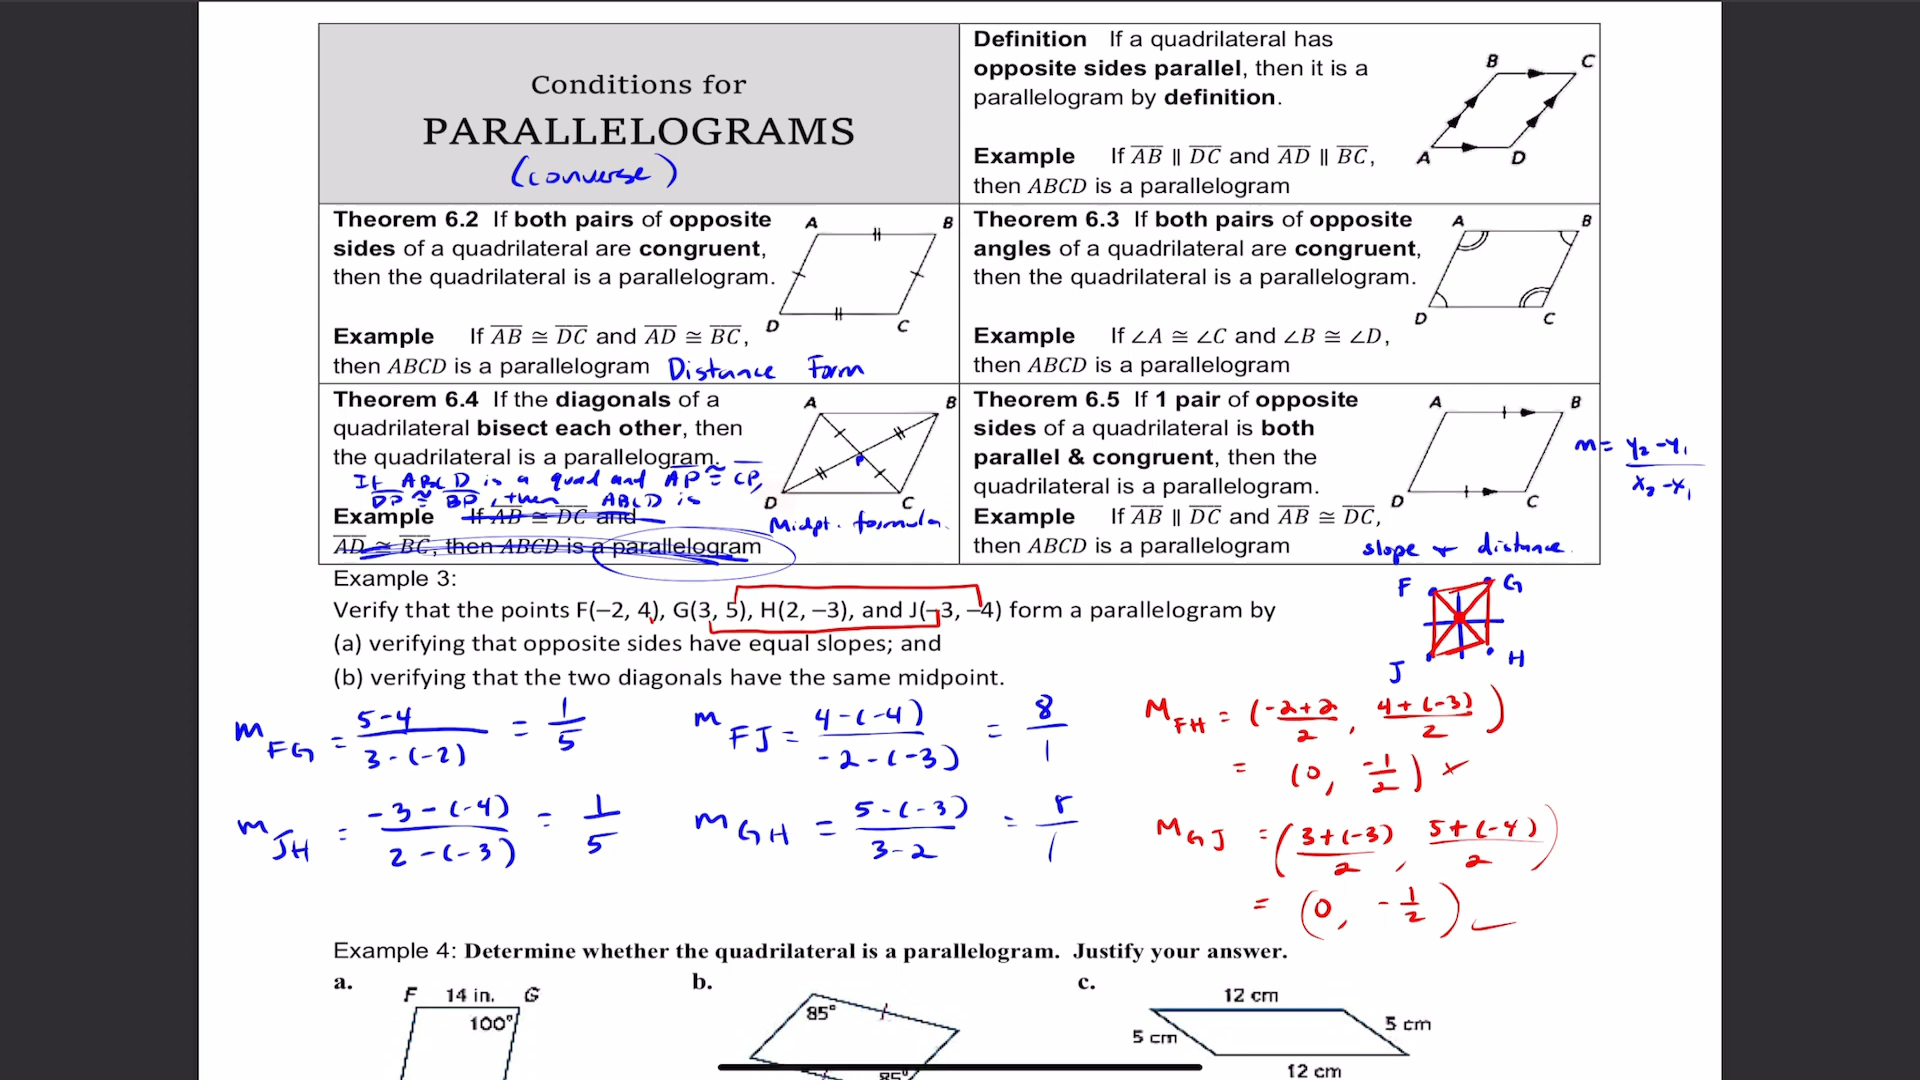 Conditions for
PARALLELOGRAMS
(converse)
Definition If a quadrilateral has
opposite sides parallel, then it is a
parallelogram by definition.
Example If AB ∥ DC and AD ∥ BC,
then ABCD is a parallelogram
B C
A D
Theorem 6.2 If both pairs of opposite
sides of a quadrilateral are congruent,
then the quadrilateral is a parallelogram.
Example If AB ≅ DC and AD ≅ BC,
then ABCD is a parallelogram Distance Form
A B
D C
Theorem 6.3 If both pairs of opposite
angles of a quadrilateral are congruent,
then the quadrilateral is a parallelogram.
Example If ∠A ≅ ∠C and ∠B ≅ ∠D,
then ABCD is a parallelogram
A B
D C
Theorem 6.4 If the diagonals of a
quadrilateral bisect each other, then
the quadrilateral is a parallelogram.
If ABCD is a quad and AP ≅ CP,
DP ≅ BP, then ABCD is
Example If AB ≅ DC and
AD ≅ BC, then ABCD is a parallelogram
A B
P
D C
Midpt. formula
Theorem 6.5 If 1 pair of opposite
sides of a quadrilateral is both
parallel & congruent, then the
quadrilateral is a parallelogram.
Example If AB ∥ DC and AB ≅ DC,
then ABCD is a parallelogram slope + distance.
A B
D C
m = y₂-y₁
x₂-x₁
Example 3:
Verify that the points F(−2, 4), G(3, 5), H(2, −3), and J(−3, −4) form a parallelogram by
(a) verifying that opposite sides have equal slopes; and
(b) verifying that the two diagonals have the same midpoint.
F G
J H
m FG = 5-4 / 3-(-2) = 1/5
m FJ = 4-(-4) / -2-(-3) = 8/1
M FH = (-2+2 / 2, 4+(-3) / 2)
= (0, -1/2)
m JH = -3-(-4) / 2-(-3) = 1/5
m GH = 5-(-3) / 3-2 = 8/1
M GJ = (3+(-3) / 2, 5+(-4) / 2)
= (0, -1/2)
Example 4: Determine whether the quadrilateral is a parallelogram. Justify your answer.
a.
F 14 in. G
100°
b.
85°
85°
c.
12 cm
5 cm
5 cm
12 cm